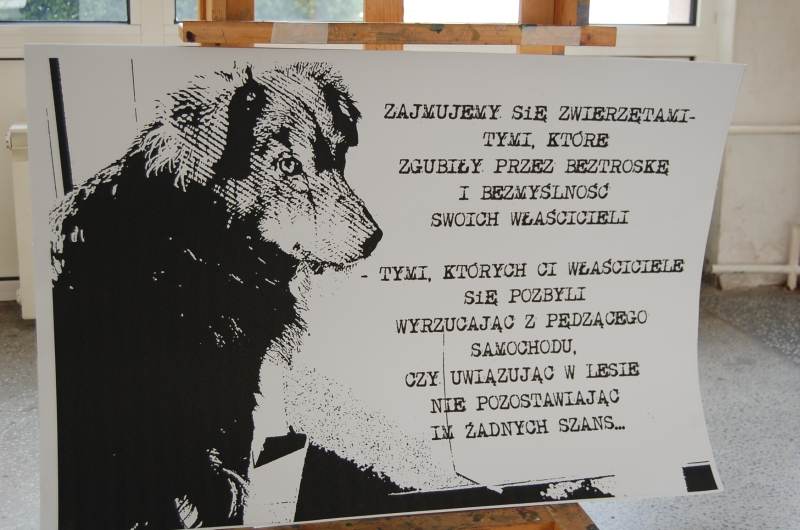 ZAJMUJEMY SiĘ ZWIERZĘTAMI-
TYMI, KTÓRE
ZGUBIŁY PRZEZ BEZTROSKĘ
I BEZMYŚLNOŚĆ
SWOICH WŁAŚCICIELI
- TYMI, KTÓRYCH CI WŁAŚCICIELE
SiĘ POZBYLI
WYRZUCAJĄC Z PĘDZĄCEGO
SAMOCHODU,
CZY UWIĄZUJĄC W LESIE
NIE POZOSTAWIAJĄC
IM ŻADNYCH SZANS...